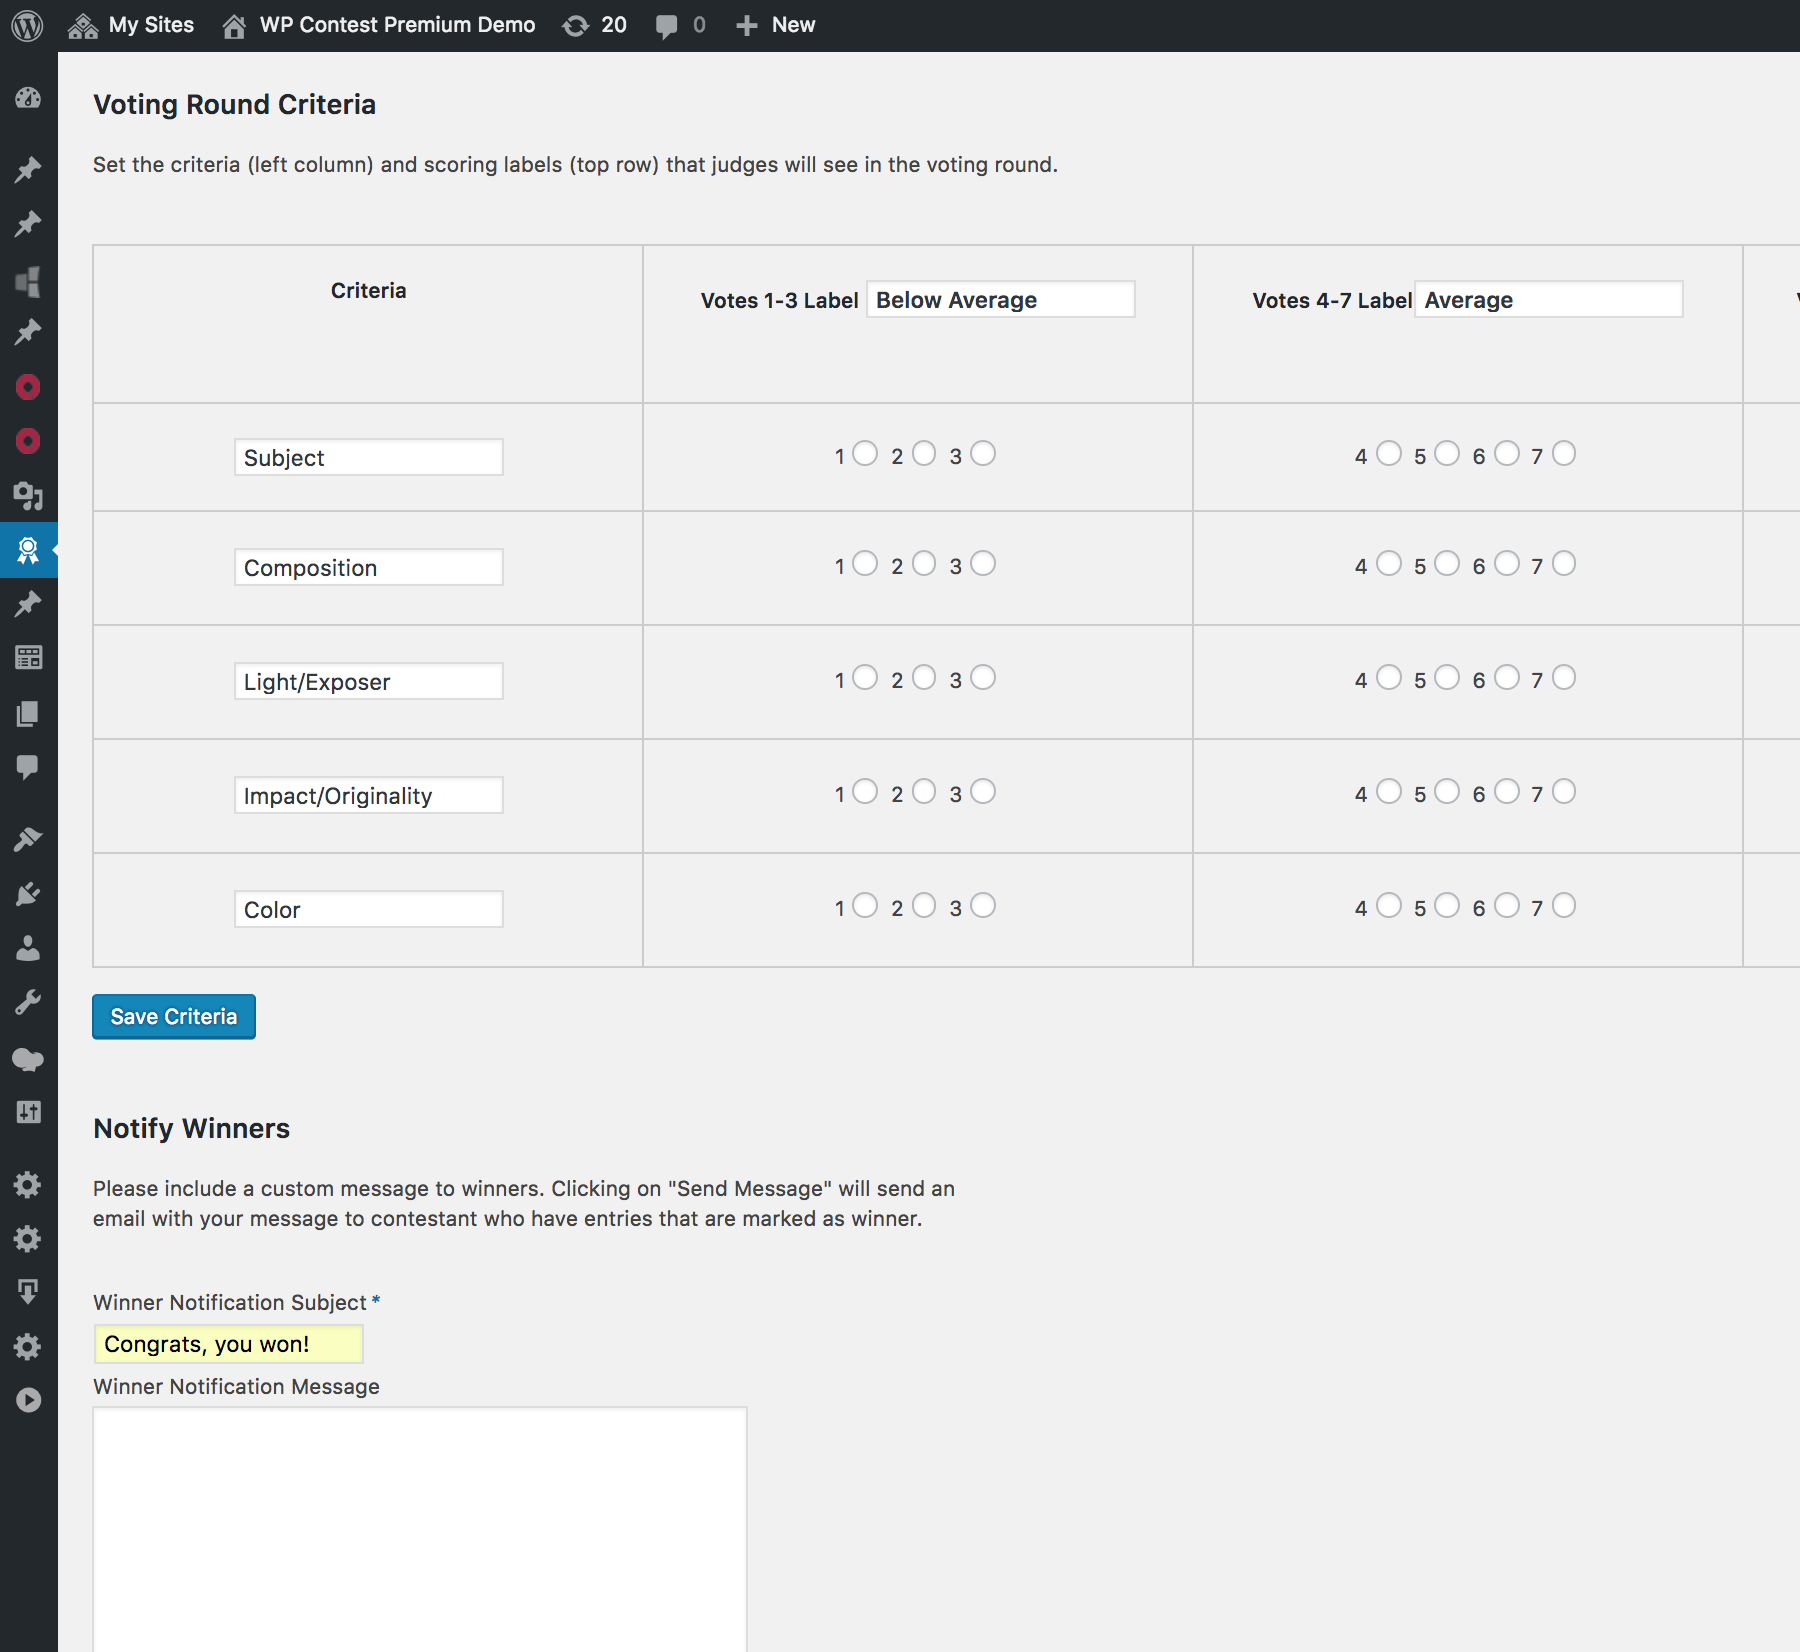 My Sites WP Contest Premium Demo 20 0 New
Voting Round Criteria
Set the criteria (left column) and scoring labels (top row) that judges will see in the voting round.
Criteria Votes 1-3 Label Below Average Votes 4-7 Label Average
Subject 1 2 3 4 5 6 7
Composition 1 2 3 4 5 6 7
Light/Exposer 1 2 3 4 5 6 7
Impact/Originality 1 2 3 4 5 6 7
Color 1 2 3 4 5 6 7
Save Criteria
Notify Winners
Please include a custom message to winners. Clicking on "Send Message" will send an
email with your message to contestant who have entries that are marked as winner.
Winner Notification Subject *
Congrats, you won!
Winner Notification Message